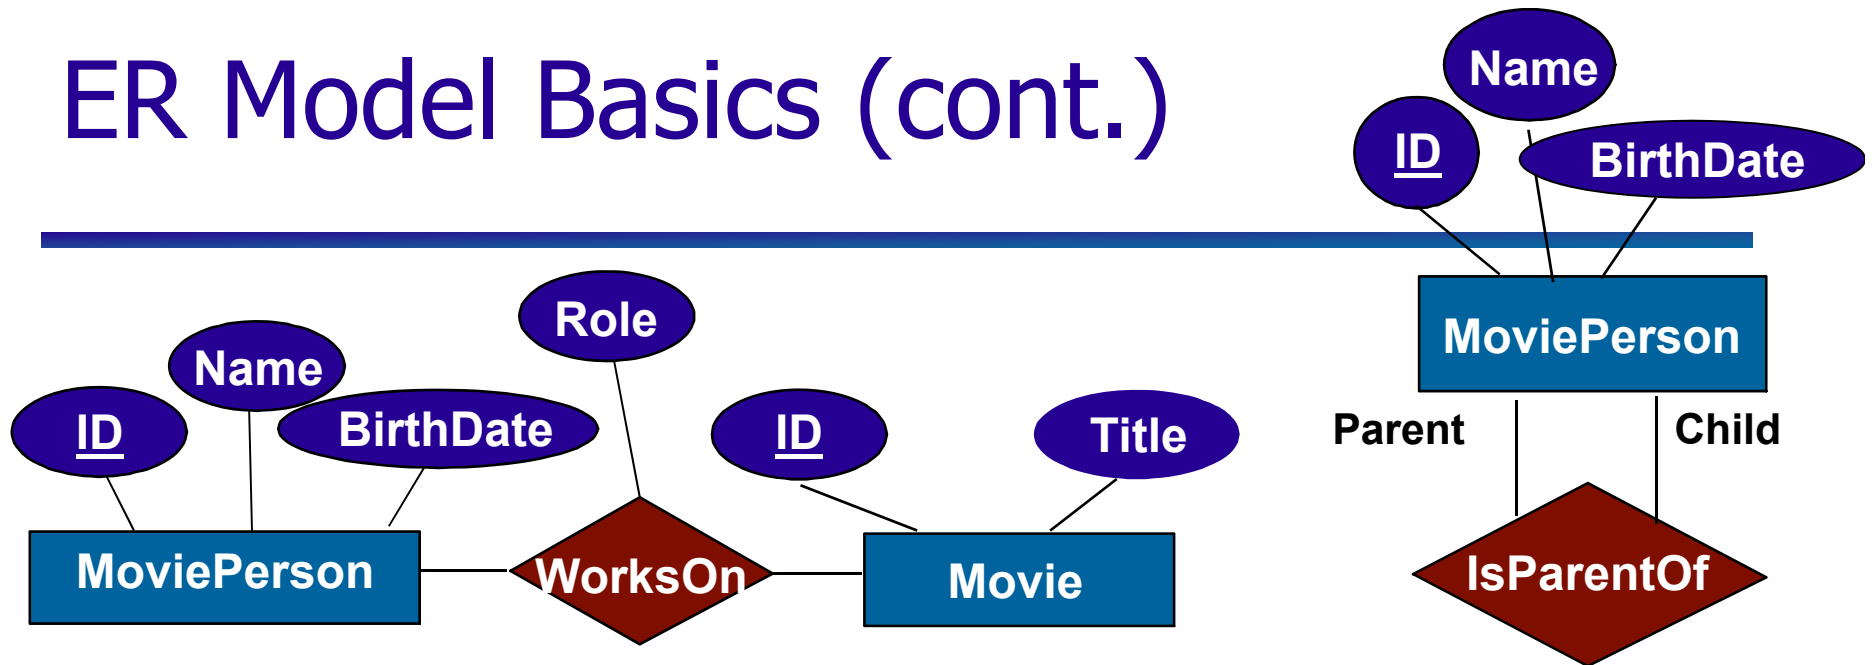 ER Model Basics (cont.)
Name
ID
BirthDate
MoviePerson
Parent
Child
IsParentOf
Role
Name
ID
BirthDate
ID
Title
MoviePerson
WorksOn
Movie